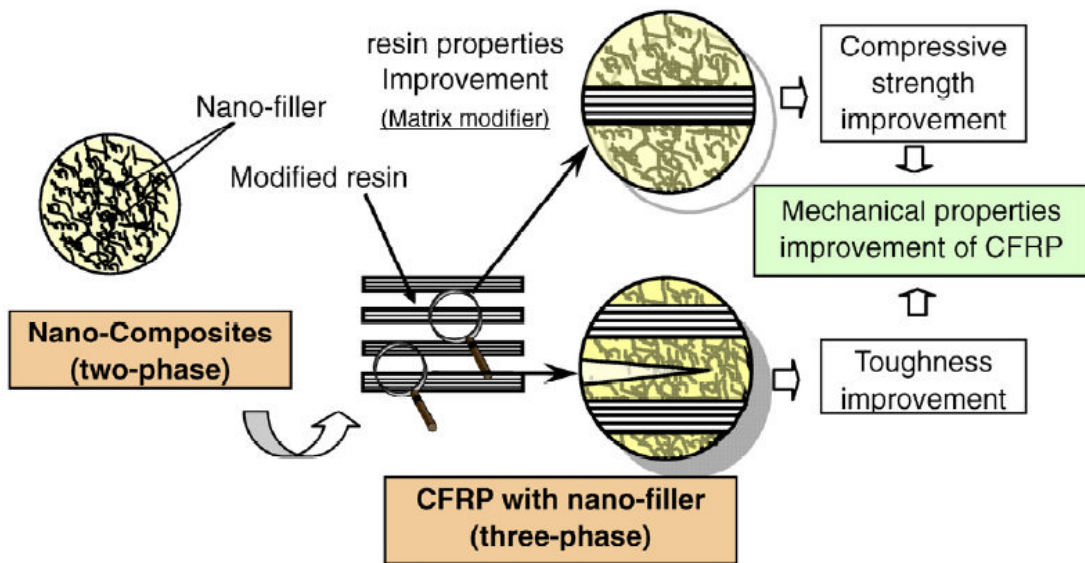 resin properties
Improvement
(Matrix modifier)
Compressive
strength
improvement
Nano-filler
Modified resin
Mechanical properties
improvement of CFRP
Nano-Composites
(two-phase)
Toughness
improvement
CFRP with nano-filler
(three-phase)